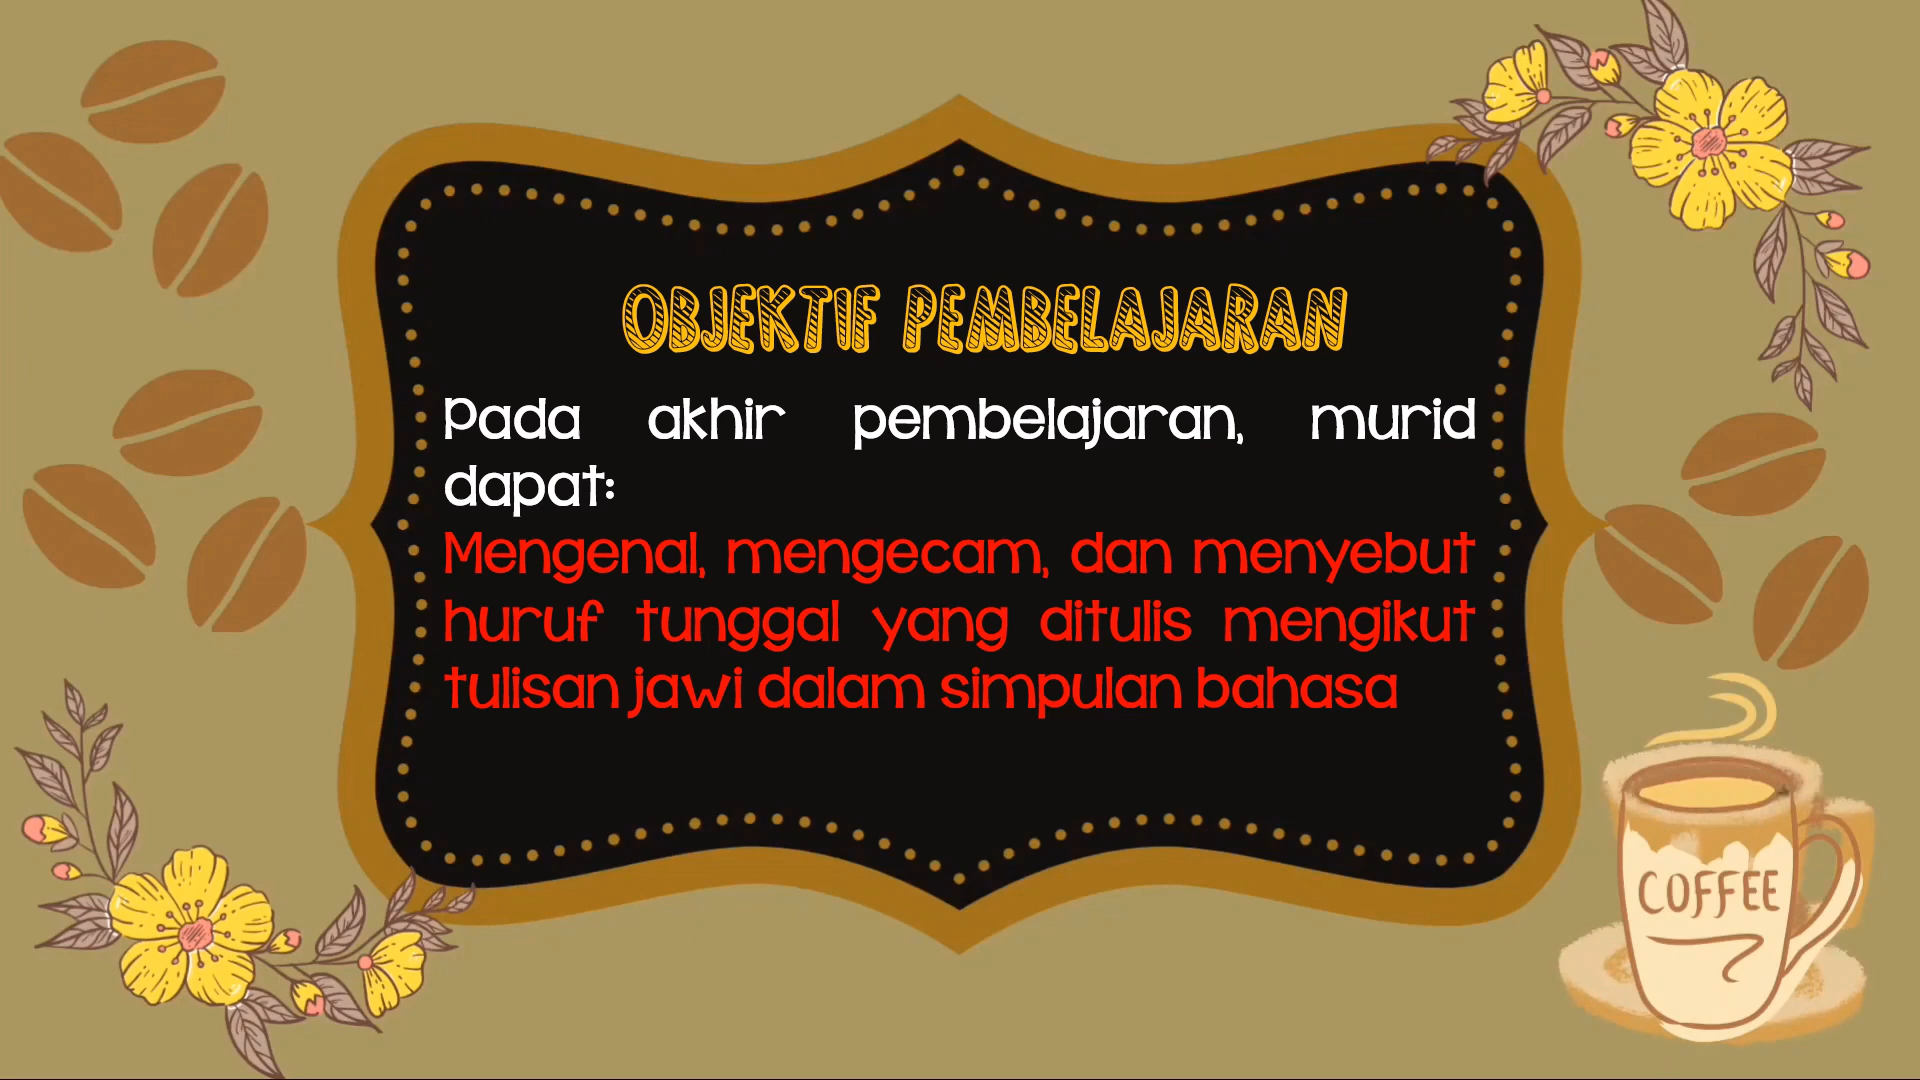 OBJEKTIF PEMBELAJARAN
Pada akhir pembelajaran, murid
dapat:
Mengenal, mengecam, dan menyebut
huruf tunggal yang ditulis mengikut
tulisan jawi dalam simpulan bahasa
COFFEE